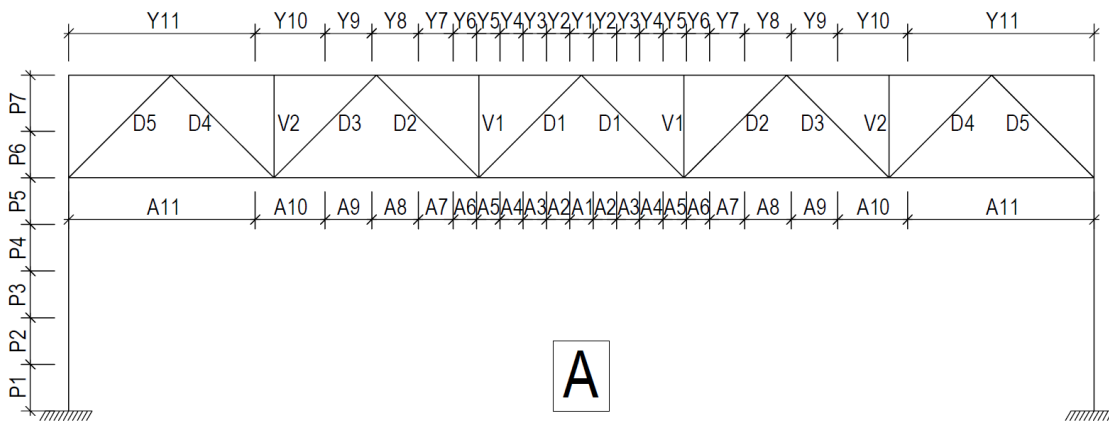 Y11 Y10 Y9 Y8 Y7 Y6 Y5 Y4 Y3 Y2 Y1 Y2 Y3 Y4 Y5 Y6 Y7 Y8 Y9 Y10 Y11
P7
D5 D4 V2 D3 D2 V1 D1 D1 V1 D2 D3 V2 D4 D5
P6
P5
A11 A10 A9 A8 A7 A6 A5 A4 A3 A2 A1 A2 A3 A4 A5 A6 A7 A8 A9 A10 A11
P4
P3
P2
P1
A